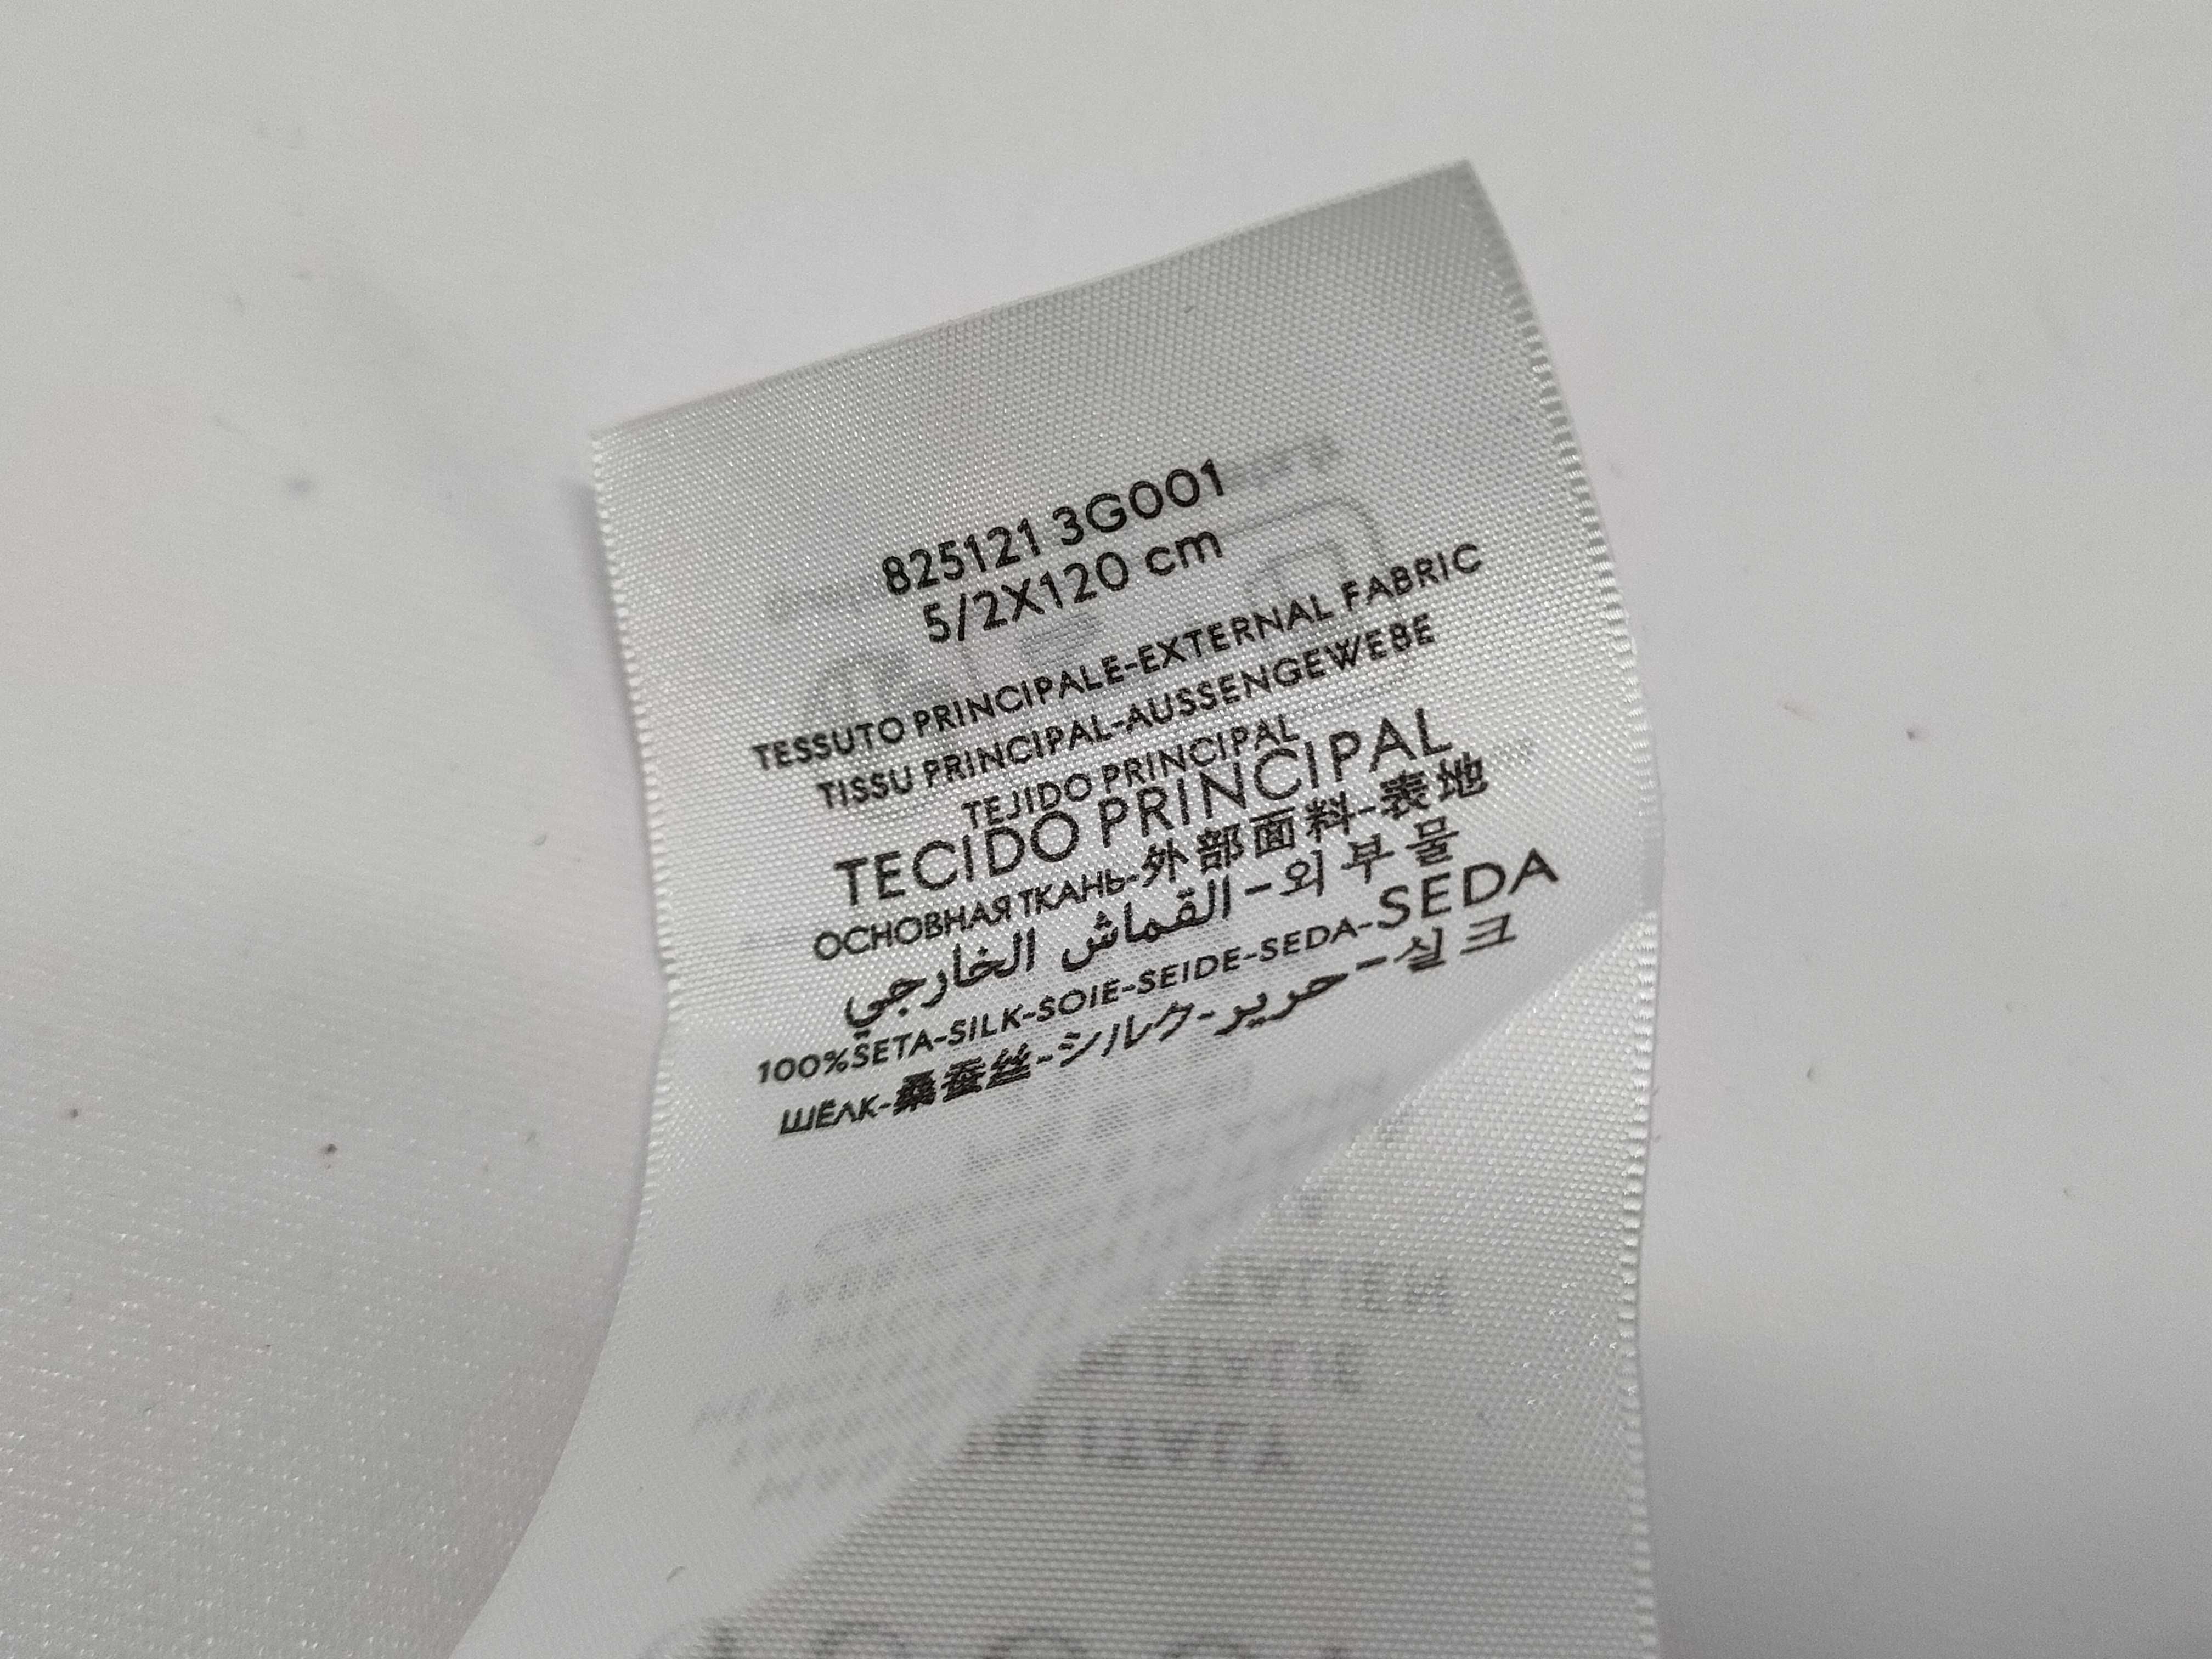 825121 3G001
5/2X120 cm
TESSUTO PRINCIPALE-EXTERNAL FABRIC
TISSU PRINCIPAL-AUSSENGEWEBE
TEJIDO PRINCIPAL
TECIDO PRINCIPAL
ОСНОВНАЯ ТКАНЬ-外部面料-表地
القماش الخارجي-외부물
100%SETA-SILK-SOIE-SEIDE-SEDA-SEDA
ШЁЛК-桑蚕丝-シルク-حرير-실크